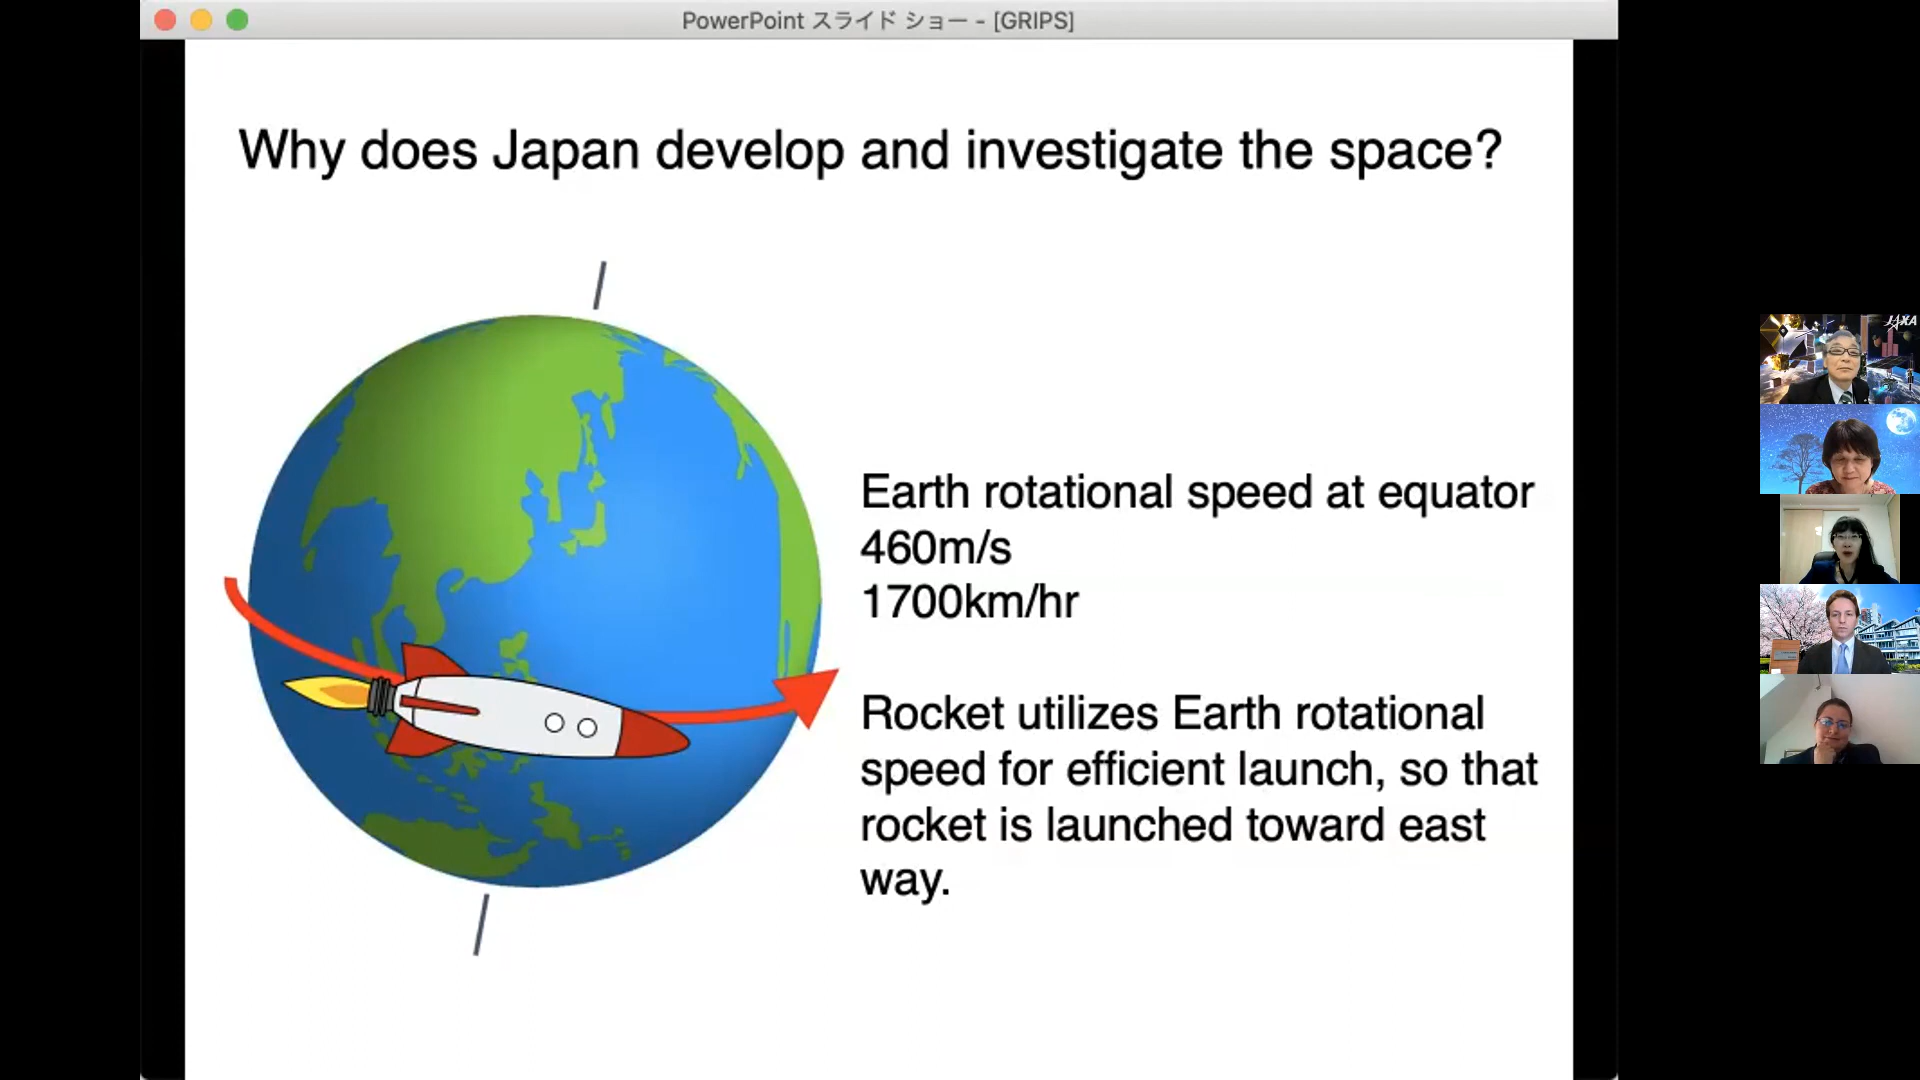 PowerPoint スライド ショー - [GRIPS]
Why does Japan develop and investigate the space?
Earth rotational speed at equator
460m/s
1700km/hr
Rocket utilizes Earth rotational
speed for efficient launch, so that
rocket is launched toward east
way.
JAXA